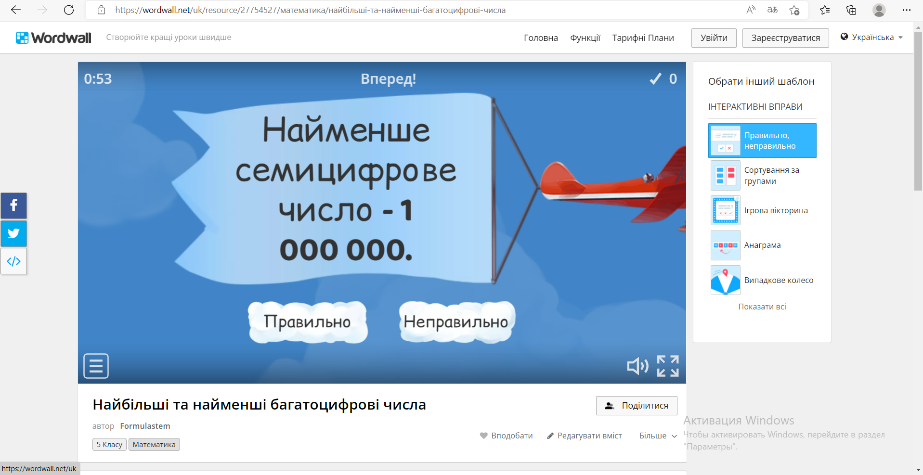 https://wordwall.net/uk/resource/27754527/математика/найбільші-та-найменші-багатоцифрові-числа
Wordwall
Створюйте кращі уроки швидше
Головна Функції Тарифні Плани Увійти Зареєструватися Українська
0:53 Вперед! 0
Найменше
семицифрове
число - 1
000 000.
Правильно Неправильно
Обрати інший шаблон
ІНТЕРАКТИВНІ ВПРАВИ
Правильно,
неправильно
Сортування за
групами
Ігрова вікторина
Анаграма
Випадкове колесо
Показати всі
Найбільші та найменші багатоцифрові числа
Поділитися
автор Formulastem
5 Класу Математика
Вподобати Редагувати вміст Більше
Активация Windows
Чтобы активировать Windows, перейдите в раздел
"Параметры".
https://wordwall.net/uk